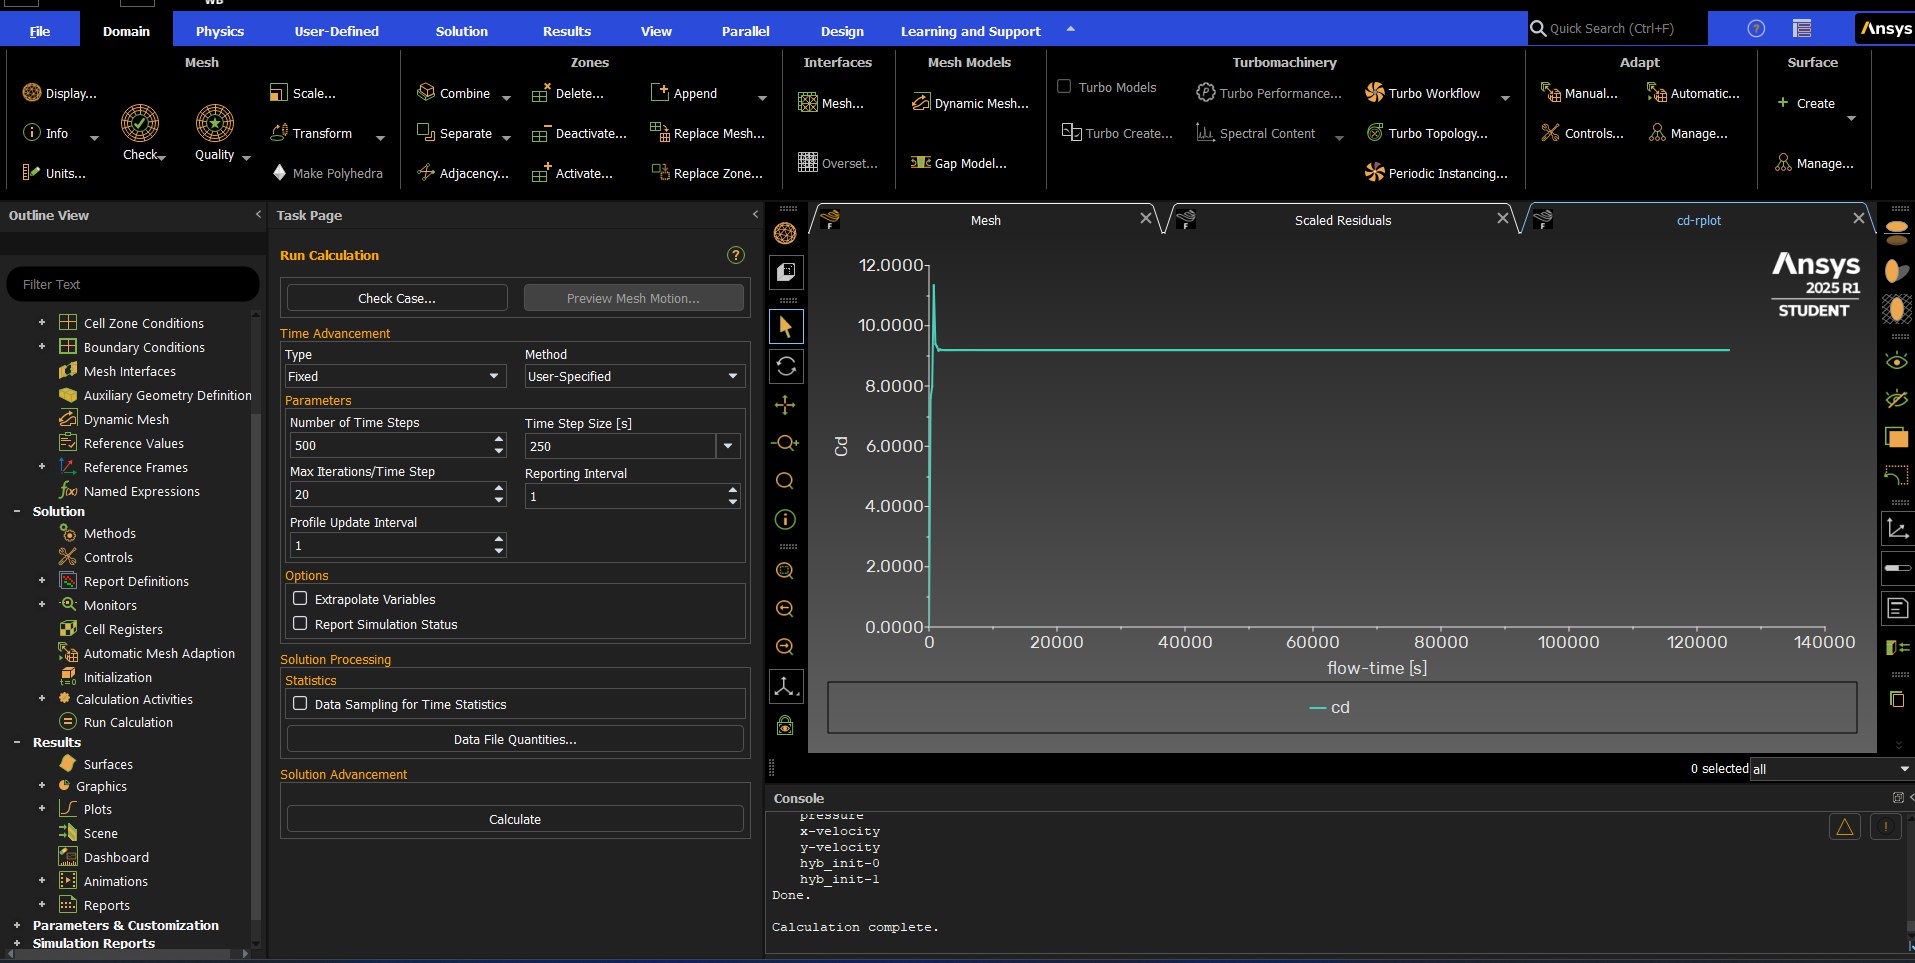 WB
File Domain Physics User-Defined Solution Results View Parallel Design Learning and Support Quick Search (Ctrl+F) Ansys
Mesh
Display...
Info
Units...
Check
Quality
Scale...
Transform
Make Polyhedra
Zones
Combine
Delete...
Append
Separate
Deactivate...
Replace Mesh...
Adjacency...
Activate...
Replace Zone...
Interfaces
Mesh...
Overset...
Mesh Models
Dynamic Mesh...
Gap Model...
Turbomachinery
Turbo Models
Turbo Performance...
Turbo Workflow
Turbo Create...
Spectral Content
Turbo Topology...
Periodic Instancing...
Adapt
Manual...
Automatic...
Controls...
Manage...
Surface
+ Create
Manage...
Outline View
Filter Text
Cell Zone Conditions
Boundary Conditions
Mesh Interfaces
Auxiliary Geometry Definition
Dynamic Mesh
Reference Values
Reference Frames
Named Expressions
Solution
Methods
Controls
Report Definitions
Monitors
Cell Registers
Automatic Mesh Adaption
Initialization
Calculation Activities
Run Calculation
Results
Surfaces
Graphics
Plots
Scene
Dashboard
Animations
Reports
Parameters & Customization
Simulation Reports
Task Page
Run Calculation
Check Case...
Preview Mesh Motion...
Time Advancement
Type
Method
Fixed
User-Specified
Parameters
Number of Time Steps
Time Step Size [s]
500
250
Max Iterations/Time Step
Reporting Interval
20
1
Profile Update Interval
1
Options
Extrapolate Variables
Report Simulation Status
Solution Processing
Statistics
Data Sampling for Time Statistics
Data File Quantities...
Solution Advancement
Calculate
Mesh
Scaled Residuals
cd-rplot
Ansys
2025 R1
STUDENT
12.0000
10.0000
8.0000
6.0000
4.0000
2.0000
0.0000
Cd
0 20000 40000 60000 80000 100000 120000 140000
flow-time [s]
cd
0 selected all
Console
pressure
x-velocity
y-velocity
hyb_init-0
hyb_init-1
Done.
Calculation complete.